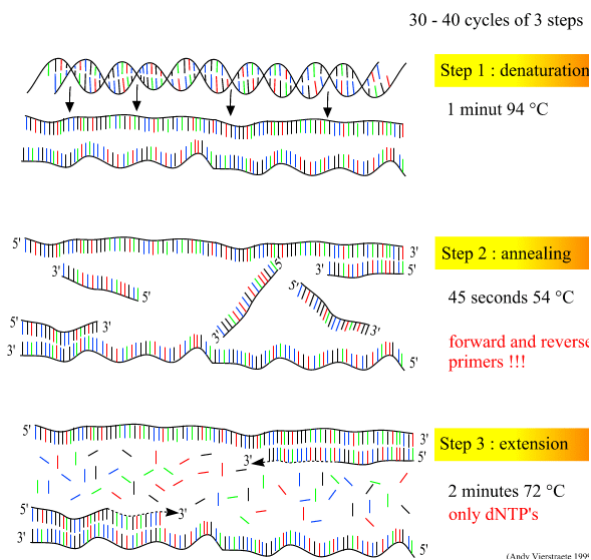 30 - 40 cycles of 3 steps
Step 1 : denaturation
1 minut 94 °C
5'
3'
3'
5'
5'
3'
5'
3'
5'
3'
5'
3'
3'
5'
Step 2 : annealing
45 seconds 54 °C
forward and reverse
primers !!!
5'
3'
3'
5'
5'
3'
3'
5'
Step 3 : extension
2 minutes 72 °C
only dNTP's
(Andy Vierstraete 1999